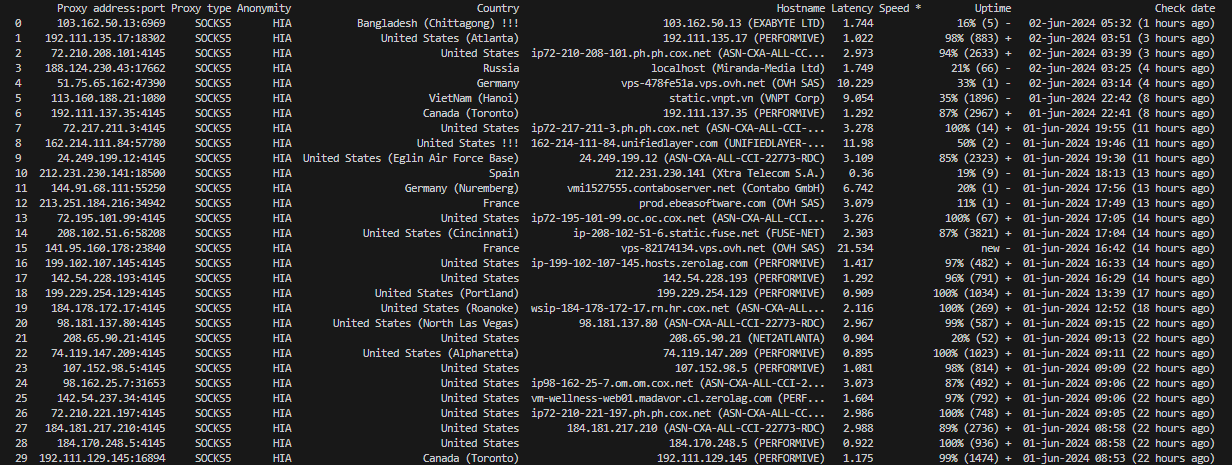 Proxy address:port Proxy type Anonymity Country Hostname Latency Speed * Uptime Check date
0 103.162.50.13:6969 SOCKS5 HIA Bangladesh (Chittagong) !!! 103.162.50.13 (EXABYTE LTD) 1.744 16% (5) - 02-jun-2024 05:32 (1 hours ago)
1 192.111.135.17:18302 SOCKS5 HIA United States (Atlanta) 192.111.135.17 (PERFORMIVE) 1.022 98% (883) + 02-jun-2024 03:51 (3 hours ago)
2 72.210.208.101:4145 SOCKS5 HIA United States ip72-210-208-101.ph.ph.cox.net (ASN-CXA-ALL-CC-... 2.973 94% (2633) + 02-jun-2024 03:39 (3 hours ago)
3 188.124.230.43:17662 SOCKS5 HIA Russia localhost (Miranda-Media Ltd) 1.749 21% (66) - 02-jun-2024 03:25 (4 hours ago)
4 51.75.65.162:47390 SOCKS5 HIA Germany vps-478fe51a.vps.ovh.net (OVH SAS) 10.229 33% (1) - 02-jun-2024 03:14 (4 hours ago)
5 113.160.188.21:1080 SOCKS5 HIA VietNam (Hanoi) static.vnpt.vn (VNPT Corp) 9.054 35% (1896) - 01-jun-2024 22:42 (8 hours ago)
6 192.111.137.35:4145 SOCKS5 HIA Canada (Toronto) 192.111.137.35 (PERFORMIVE) 1.292 87% (2967) + 01-jun-2024 22:41 (8 hours ago)
7 72.217.211.3:4145 SOCKS5 HIA United States ip72-217-211-3.ph.ph.cox.net (ASN-CXA-ALL-CCI-... 3.278 100% (14) + 01-jun-2024 19:55 (11 hours ago)
8 162.214.111.84:57780 SOCKS5 HIA United States !!! 162-214-111-84.unifiedlayer.com (UNIFIEDLAYER-... 11.98 50% (2) - 01-jun-2024 19:46 (11 hours ago)
9 24.249.199.12:4145 SOCKS5 HIA United States (Eglin Air Force Base) 24.249.199.12 (ASN-CXA-ALL-CCI-22773-RDC) 3.109 85% (2323) + 01-jun-2024 19:30 (11 hours ago)
10 212.231.230.141:18500 SOCKS5 HIA Spain 212.231.230.141 (Xtra Telecom S.A.) 0.36 19% (9) - 01-jun-2024 18:13 (13 hours ago)
11 144.91.68.111:55250 SOCKS5 HIA Germany (Nuremberg) vmi1527555.contaboserver.net (Contabo GmbH) 6.742 20% (1) - 01-jun-2024 17:56 (13 hours ago)
12 213.251.184.216:34942 SOCKS5 HIA France prod.ebeasoftware.com (OVH SAS) 3.079 11% (1) - 01-jun-2024 17:49 (13 hours ago)
13 72.195.101.99:4145 SOCKS5 HIA United States ip72-195-101-99.oc.oc.cox.net (ASN-CXA-ALL-CCI... 3.276 100% (67) + 01-jun-2024 17:05 (14 hours ago)
14 208.102.51.6:58208 SOCKS5 HIA United States (Cincinnati) ip-208-102-51-6.static.fuse.net (FUSE-NET) 2.303 87% (3821) + 01-jun-2024 17:04 (14 hours ago)
15 141.95.160.178:23840 SOCKS5 HIA France vps-82174134.vps.ovh.net (OVH SAS) 21.534 new - 01-jun-2024 16:42 (14 hours ago)
16 199.102.107.145:4145 SOCKS5 HIA United States ip-199-102-107-145.hosts.zerolag.com (PERFORMIVE) 1.417 97% (482) + 01-jun-2024 16:33 (14 hours ago)
17 142.54.228.193:4145 SOCKS5 HIA United States 142.54.228.193 (PERFORMIVE) 1.292 96% (791) + 01-jun-2024 16:29 (14 hours ago)
18 199.229.254.129:4145 SOCKS5 HIA United States (Portland) 199.229.254.129 (PERFORMIVE) 0.909 100% (1034) + 01-jun-2024 13:39 (17 hours ago)
19 184.178.172.17:4145 SOCKS5 HIA United States (Roanoke) wsip-184-178-172-17.rn.hr.cox.net (ASN-CXA-AL... 2.116 100% (269) + 01-jun-2024 12:52 (18 hours ago)
20 98.181.137.80:4145 SOCKS5 HIA United States (North Las Vegas) 98.181.137.80 (ASN-CXA-ALL-CCI-22773-RDC) 2.967 99% (587) + 01-jun-2024 09:15 (22 hours ago)
21 208.65.90.21:4145 SOCKS5 HIA United States 208.65.90.21 (NET2ATLANTA) 0.904 20% (52) + 01-jun-2024 09:13 (22 hours ago)
22 74.119.147.209:4145 SOCKS5 HIA United States (Alpharetta) 74.119.147.209 (PERFORMIVE) 0.895 100% (1023) + 01-jun-2024 09:11 (22 hours ago)
23 107.152.98.5:4145 SOCKS5 HIA United States 107.152.98.5 (PERFORMIVE) 1.081 98% (814) + 01-jun-2024 09:09 (22 hours ago)
24 98.162.25.7:31653 SOCKS5 HIA United States ip98-162-25-7.om.om.cox.net (ASN-CXA-ALL-CCI-2... 3.073 87% (492) + 01-jun-2024 09:06 (22 hours ago)
25 142.54.237.34:4145 SOCKS5 HIA United States vm-wellness-web01.madavor.cl.zerolag.com (PERF... 1.604 97% (792) + 01-jun-2024 09:06 (22 hours ago)
26 72.210.221.197:4145 SOCKS5 HIA United States ip72-210-221-197.ph.ph.cox.net (ASN-CXA-ALL-CC... 2.986 100% (748) + 01-jun-2024 09:05 (22 hours ago)
27 184.181.217.210:4145 SOCKS5 HIA United States 184.181.217.210 (ASN-CXA-ALL-CCI-22773-RDC) 2.988 89% (2736) + 01-jun-2024 08:58 (22 hours ago)
28 184.170.248.5:4145 SOCKS5 HIA United States 184.170.248.5 (PERFORMIVE) 0.922 100% (936) + 01-jun-2024 08:58 (22 hours ago)
29 192.111.129.145:16894 SOCKS5 HIA Canada (Toronto) 192.111.129.145 (PERFORMIVE) 1.175 99% (1474) + 01-jun-2024 08:53 (22 hours ago)